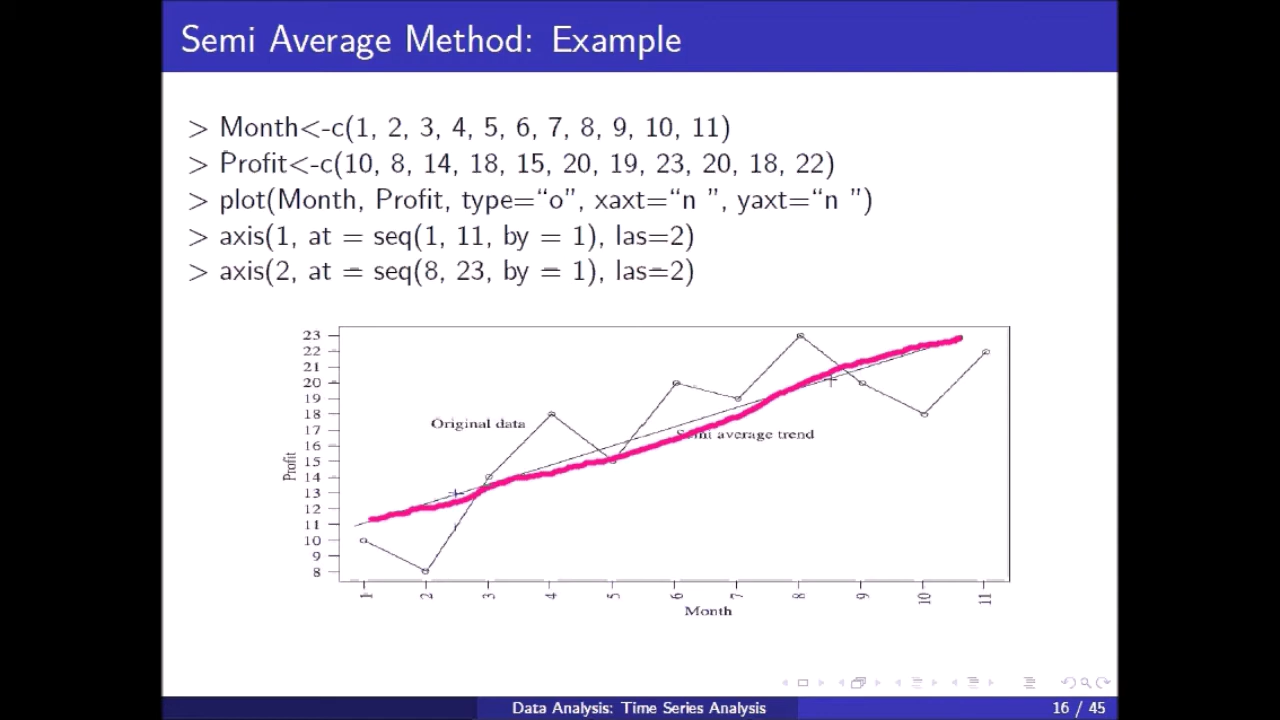 Semi Average Method: Example
> Month<-c(1, 2, 3, 4, 5, 6, 7, 8, 9, 10, 11)
> Profit<-c(10, 8, 14, 18, 15, 20, 19, 23, 20, 18, 22)
> plot(Month, Profit, type=“o”, xaxt=“n ”, yaxt=“n ”)
> axis(1, at = seq(1, 11, by = 1), las=2)
> axis(2, at = seq(8, 23, by = 1), las=2)
23
22
21
20
19
18
17
16
15
14
13
12
11
10
9
8
Profit
Original data
Semi average trend
1 2 3 4 5 6 7 8 9 10 11
Month
Data Analysis: Time Series Analysis
16 / 45